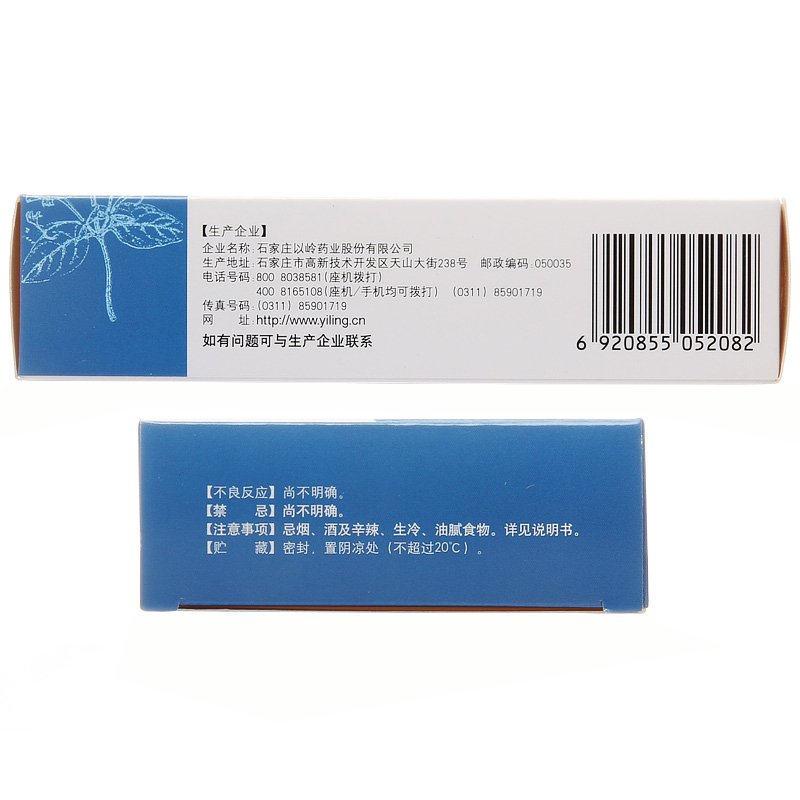 【生产企业】
企业名称:石家庄以岭药业股份有限公司
生产地址:石家庄市高新技术开发区天山大街238号 邮政编码:050035
电话号码:800 8038581(座机拨打)
400 8165108(座机/手机均可拨打) (0311) 85901719
传真号码:(0311) 85901719
网 址:http://www.yiling.cn
如有问题可与生产企业联系
6 920855 052082
【不良反应】尚不明确。
【禁 忌】尚不明确。
【注意事项】忌烟、酒及辛辣、生冷、油腻食物。详见说明书。
【贮 藏】密封,置阴凉处(不超过20℃)。